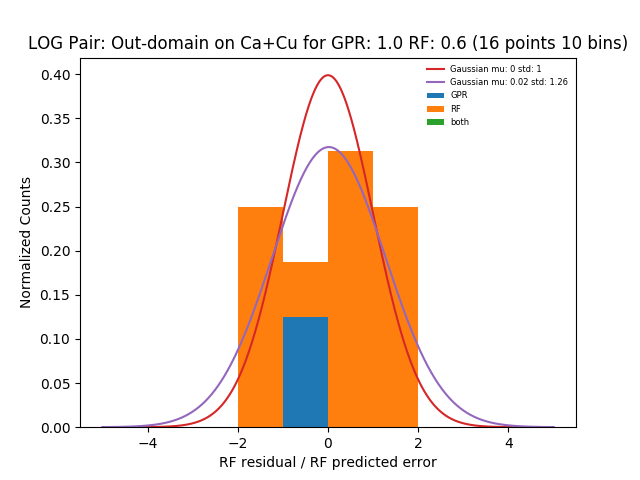 LOG Pair: Out-domain on Ca+Cu for GPR: 1.0 RF: 0.6 (16 points 10 bins)
Gaussian mu: 0 std: 1
Gaussian mu: 0.02 std: 1.26
GPR
RF
both
Normalized Counts
0.40
0.35
0.30
0.25
0.20
0.15
0.10
0.05
0.00
−4 −2 0 2 4
RF residual / RF predicted error